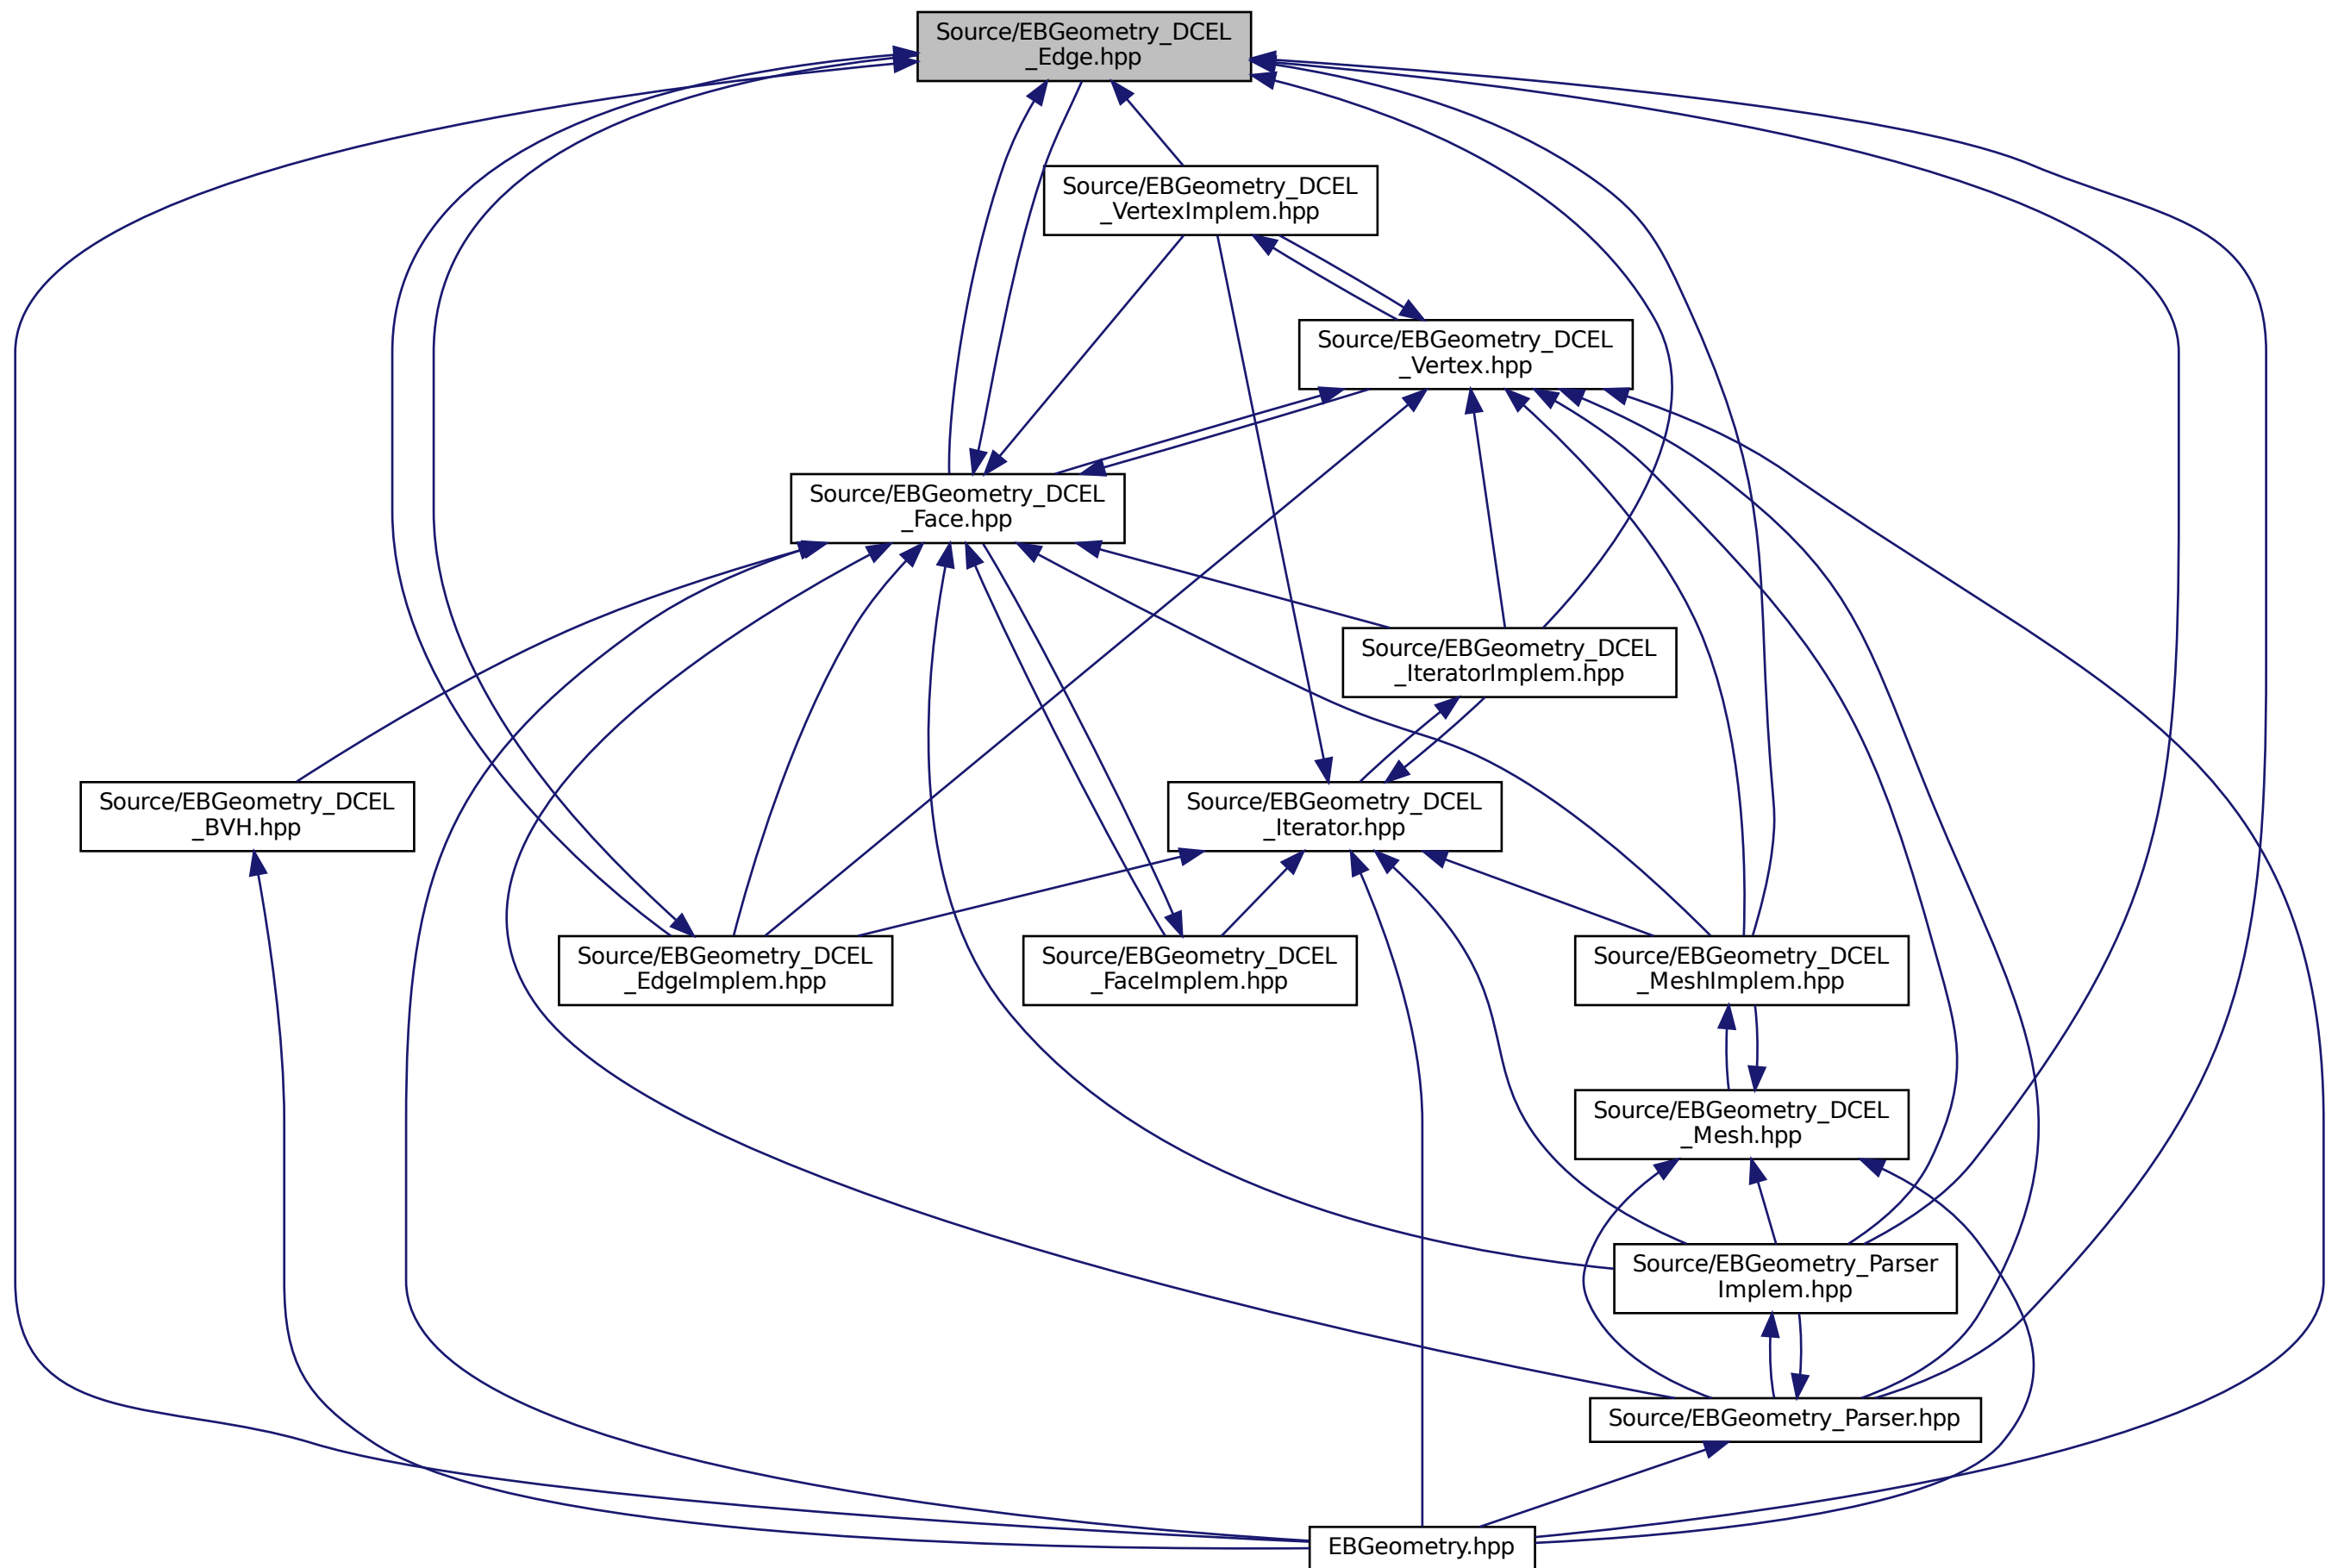 Source/EBGeometry_DCEL
_Edge.hpp
Source/EBGeometry_DCEL
_VertexImplem.hpp
Source/EBGeometry_DCEL
_Vertex.hpp
Source/EBGeometry_DCEL
_Face.hpp
Source/EBGeometry_DCEL
_IteratorImplem.hpp
Source/EBGeometry_DCEL
_BVH.hpp
Source/EBGeometry_DCEL
_Iterator.hpp
Source/EBGeometry_DCEL
_EdgeImplem.hpp
Source/EBGeometry_DCEL
_FaceImplem.hpp
Source/EBGeometry_DCEL
_MeshImplem.hpp
Source/EBGeometry_DCEL
_Mesh.hpp
Source/EBGeometry_Parser
Implem.hpp
Source/EBGeometry_Parser.hpp
EBGeometry.hpp